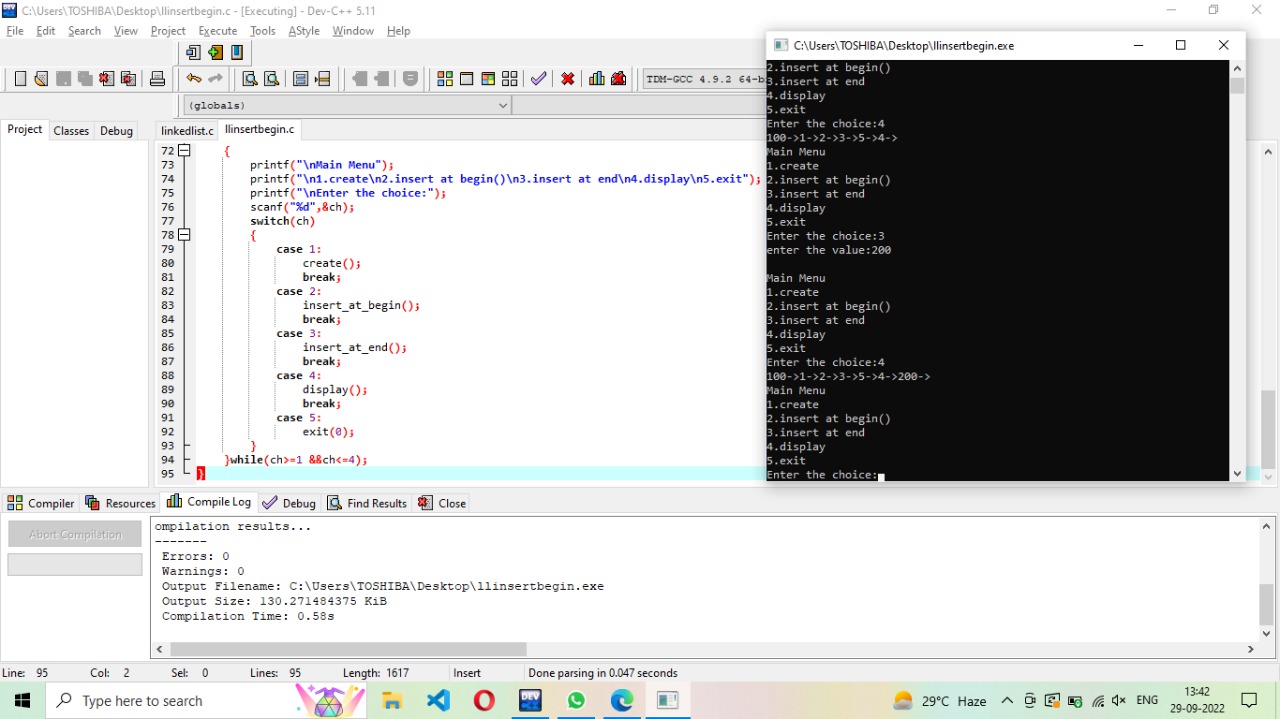 C:\Users\TOSHIBA\Desktop\llinsertbegin.c - [Executing] - Dev-C++ 5.11
File Edit Search View Project Execute Tools AStyle Window Help
TDM-GCC 4.9.2 64-b
(globals)
Project Classes Debug
linkedlist.c llinsertbegin.c
72 {
73 printf("\nMain Menu");
74 printf("\n1.create\n2.insert at begin()\n3.insert at end\n4.display\n5.exit");
75 printf("\nEnter the choice:");
76 scanf("%d",&ch);
77 switch(ch)
78 {
79 case 1:
80 create();
81 break;
82 case 2:
83 insert_at_begin();
84 break;
85 case 3:
86 insert_at_end();
87 break;
88 case 4:
89 display();
90 break;
91 case 5:
92 exit(0);
93 }
94 }while(ch>=1 &&ch<=4);
95 }
C:\Users\TOSHIBA\Desktop\llinsertbegin.exe
2.insert at begin()
3.insert at end
4.display
5.exit
Enter the choice:4
100->1->2->3->5->4->
Main Menu
1.create
2.insert at begin()
3.insert at end
4.display
5.exit
Enter the choice:3
enter the value:200
Main Menu
1.create
2.insert at begin()
3.insert at end
4.display
5.exit
Enter the choice:4
100->1->2->3->5->4->200->
Main Menu
1.create
2.insert at begin()
3.insert at end
4.display
5.exit
Enter the choice:
Compiler Resources Compile Log Debug Find Results Close
Abort Compilation
ompilation results...
-------
Errors: 0
Warnings: 0
Output Filename: C:\Users\TOSHIBA\Desktop\llinsertbegin.exe
Output Size: 130.271484375 KiB
Compilation Time: 0.58s
Line: 95 Col: 2 Sel: 0 Lines: 95 Length: 1617 Insert Done parsing in 0.047 seconds
Type here to search
DEV
29°C Haze
ENG
13:42
29-09-2022